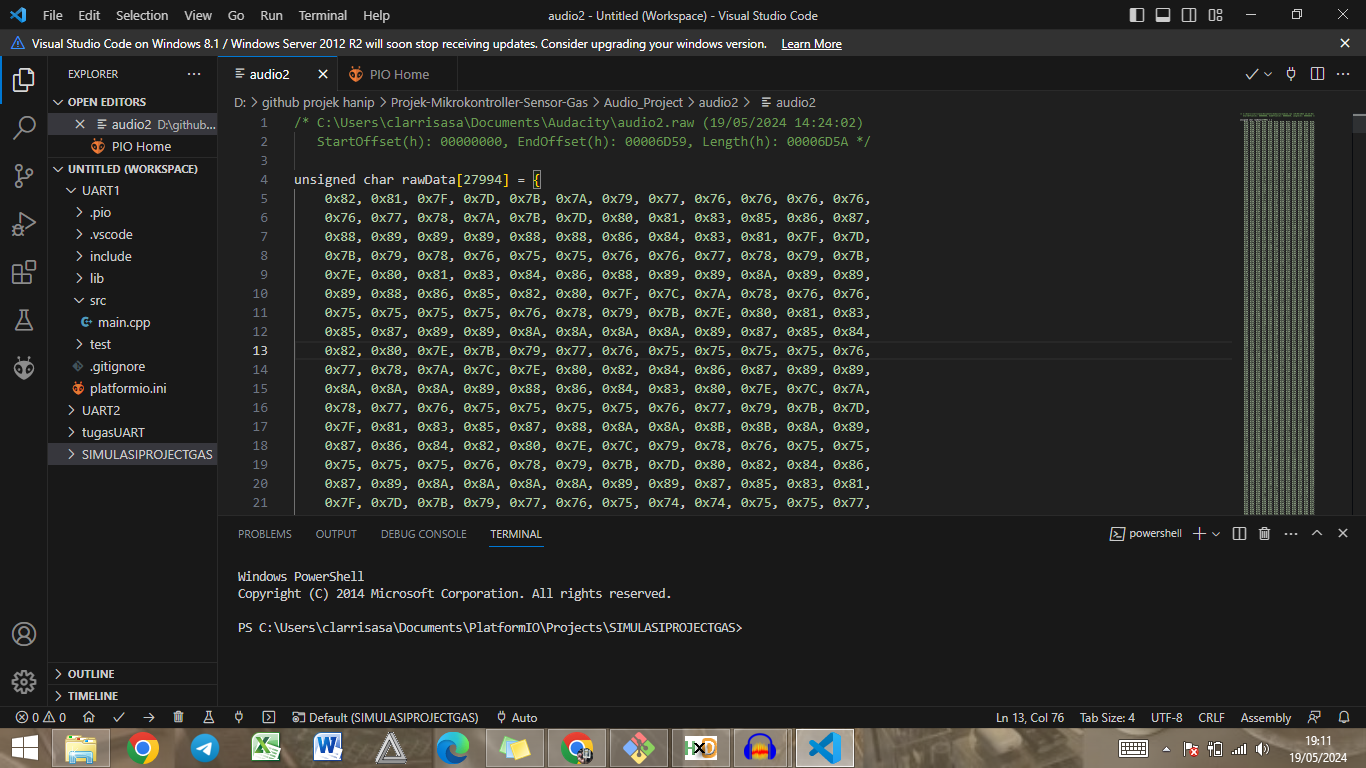 File Edit Selection View Go Run Terminal Help audio2 - Untitled (Workspace) - Visual Studio Code
Visual Studio Code on Windows 8.1 / Windows Server 2012 R2 will soon stop receiving updates. Consider upgrading your windows version. Learn More
EXPLORER
OPEN EDITORS
audio2 D:\github...
PIO Home
UNTITLED (WORKSPACE)
UART1
.pio
.vscode
include
lib
src
main.cpp
test
.gitignore
platformio.ini
UART2
tugasUART
SIMULASIPROJECTGAS
OUTLINE
TIMELINE
audio2 PIO Home
D: > github projek hanip > Projek-Mikrokontroller-Sensor-Gas > Audio_Project > audio2 > audio2
1 /* C:\Users\clarrisasa\Documents\Audacity\audio2.raw (19/05/2024 14:24:02)
2 StartOffset(h): 00000000, EndOffset(h): 00006D59, Length(h): 00006D5A */
3
4 unsigned char rawData[27994] = {
5 0x82, 0x81, 0x7F, 0x7D, 0x7B, 0x7A, 0x79, 0x77, 0x76, 0x76, 0x76, 0x76,
6 0x76, 0x77, 0x78, 0x7A, 0x7B, 0x7D, 0x80, 0x81, 0x83, 0x85, 0x86, 0x87,
7 0x88, 0x89, 0x89, 0x89, 0x88, 0x88, 0x86, 0x84, 0x83, 0x81, 0x7F, 0x7D,
8 0x7B, 0x79, 0x78, 0x76, 0x75, 0x75, 0x76, 0x76, 0x77, 0x78, 0x79, 0x7B,
9 0x7E, 0x80, 0x81, 0x83, 0x84, 0x86, 0x88, 0x89, 0x89, 0x8A, 0x89, 0x89,
10 0x89, 0x88, 0x86, 0x85, 0x82, 0x80, 0x7F, 0x7C, 0x7A, 0x78, 0x76, 0x76,
11 0x75, 0x75, 0x75, 0x75, 0x76, 0x78, 0x79, 0x7B, 0x7E, 0x80, 0x81, 0x83,
12 0x85, 0x87, 0x89, 0x89, 0x8A, 0x8A, 0x8A, 0x8A, 0x89, 0x87, 0x85, 0x84,
13 0x82, 0x80, 0x7E, 0x7B, 0x79, 0x77, 0x76, 0x75, 0x75, 0x75, 0x75, 0x76,
14 0x77, 0x78, 0x7A, 0x7C, 0x7E, 0x80, 0x82, 0x84, 0x86, 0x87, 0x89, 0x89,
15 0x8A, 0x8A, 0x8A, 0x89, 0x88, 0x86, 0x84, 0x83, 0x80, 0x7E, 0x7C, 0x7A,
16 0x78, 0x77, 0x76, 0x75, 0x75, 0x75, 0x75, 0x76, 0x77, 0x79, 0x7B, 0x7D,
17 0x7F, 0x81, 0x83, 0x85, 0x87, 0x88, 0x8A, 0x8A, 0x8B, 0x8B, 0x8A, 0x89,
18 0x87, 0x86, 0x84, 0x82, 0x80, 0x7E, 0x7C, 0x79, 0x78, 0x76, 0x75, 0x75,
19 0x75, 0x75, 0x75, 0x76, 0x78, 0x79, 0x7B, 0x7D, 0x80, 0x82, 0x84, 0x86,
20 0x87, 0x89, 0x8A, 0x8A, 0x8A, 0x8A, 0x89, 0x89, 0x87, 0x85, 0x83, 0x81,
21 0x7F, 0x7D, 0x7B, 0x79, 0x77, 0x76, 0x75, 0x74, 0x74, 0x75, 0x75, 0x77,
PROBLEMS OUTPUT DEBUG CONSOLE TERMINAL powershell
Windows PowerShell
Copyright (C) 2014 Microsoft Corporation. All rights reserved.
PS C:\Users\clarrisasa\Documents\PlatformIO\Projects\SIMULASIPROJECTGAS>
0 0 Default (SIMULASIPROJECTGAS) Auto Ln 13, Col 76 Tab Size: 4 UTF-8 CRLF Assembly
19:11
19/05/2024